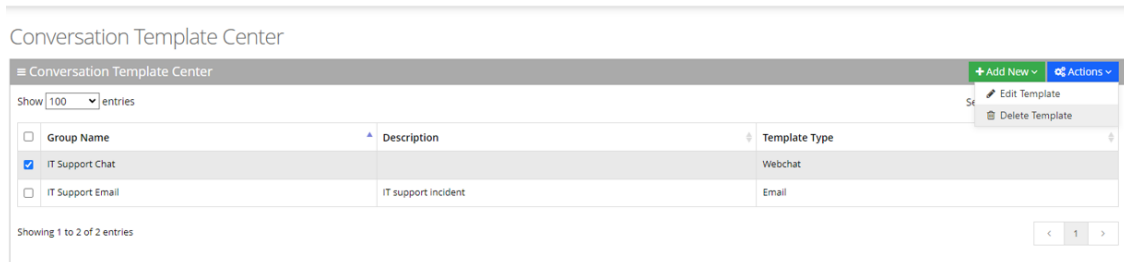 Conversation Template Center
Conversation Template Center
Add New Actions
Show 100 entries
Edit Template
Delete Template
Group Name Description Template Type
IT Support Chat Webchat
IT Support Email IT support incident Email
Showing 1 to 2 of 2 entries
< 1 >